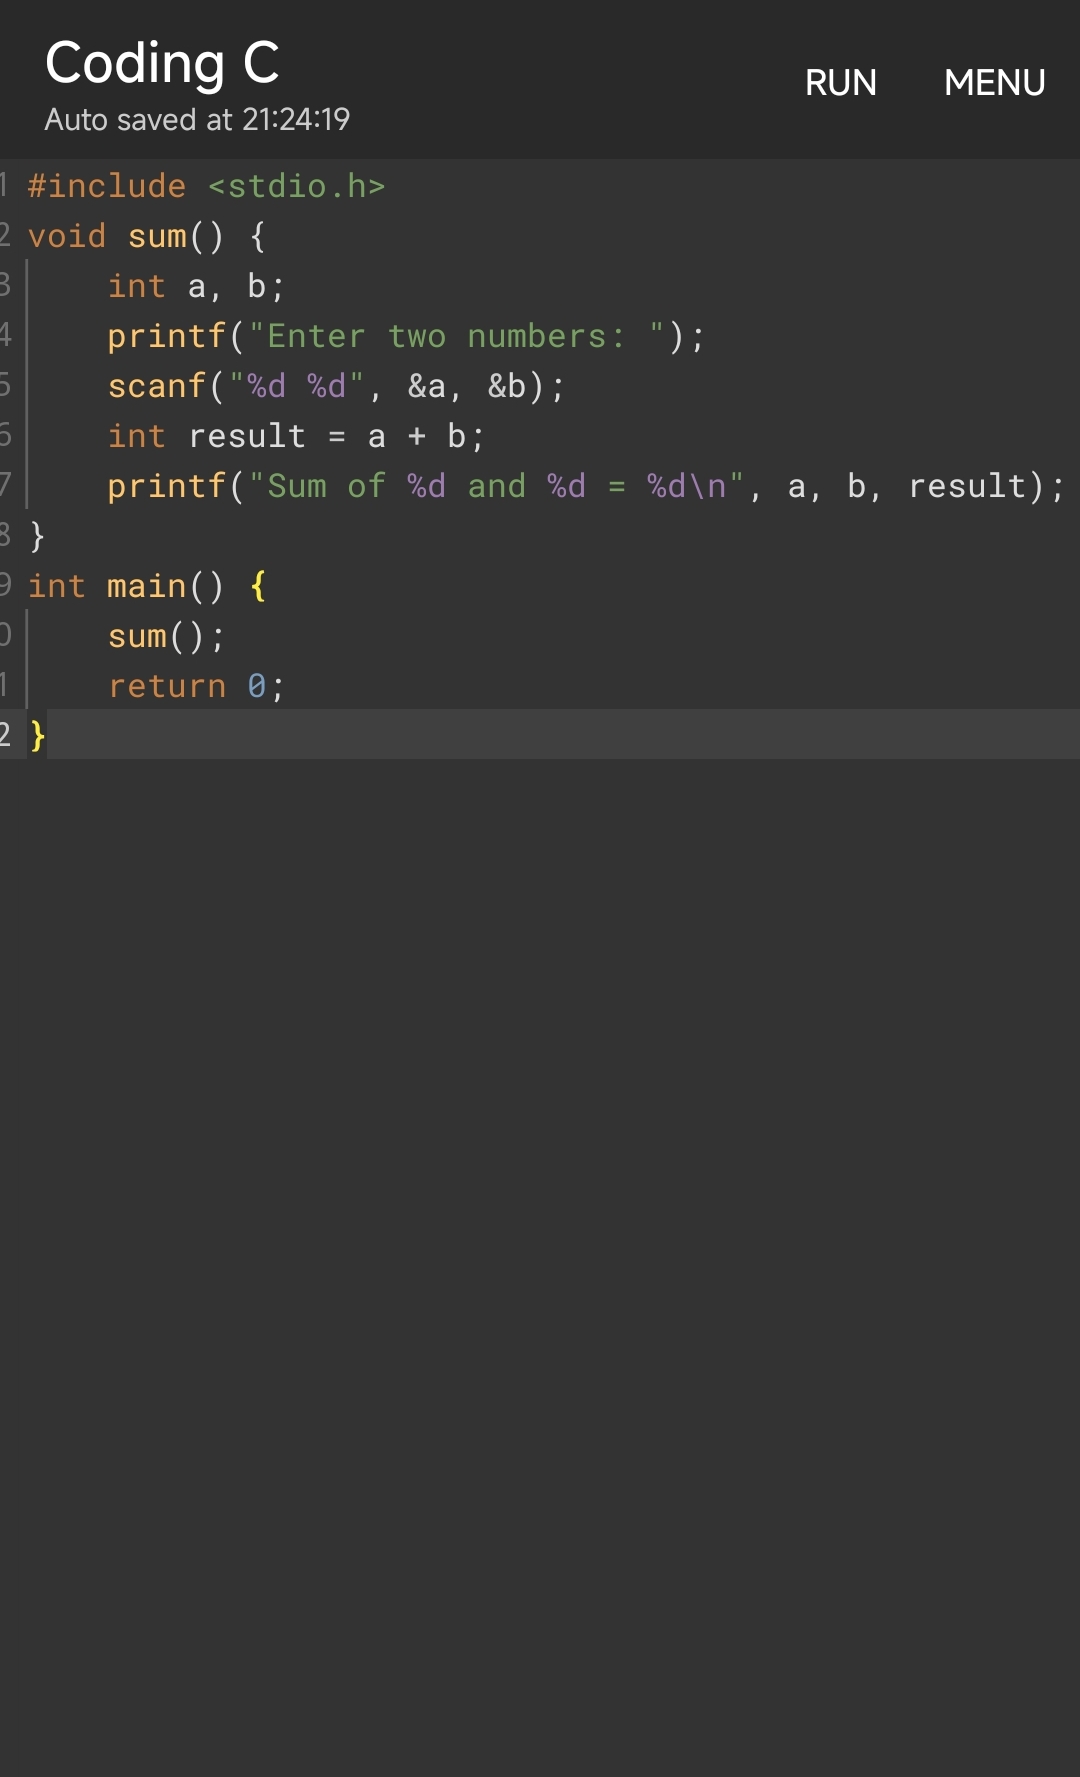 Coding C
Auto saved at 21:24:19
RUN MENU
1 #include <stdio.h>
2 void sum() {
3     int a, b;
4     printf("Enter two numbers: ");
5     scanf("%d %d", &a, &b);
6     int result = a + b;
7     printf("Sum of %d and %d = %d\n", a, b, result);
8 }
9 int main() {
0     sum();
1     return 0;
2 }